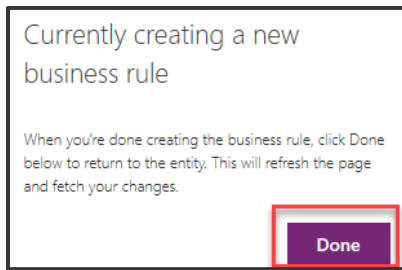 Currently creating a new
business rule
When you're done creating the business rule, click Done
below to return to the entity. This will refresh the page
and fetch your changes.
Done